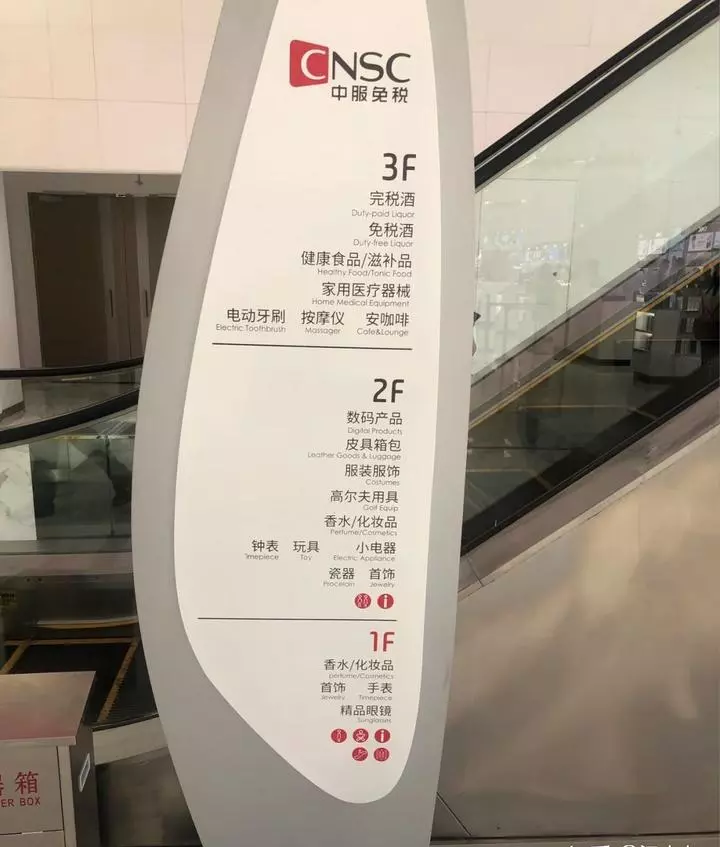 CNSC
中服免税
3F
完税酒
Duty-paid Liquor
免税酒
Duty-free Liquor
健康食品/滋补品
Healthy Food/Tonic Food
家用医疗器械
Home Medical Equipment
电动牙刷 按摩仪 安咖啡
Electric Toothbrush Massager Cafe&Lounge
2F
数码产品
Digital Products
皮具箱包
Leather Goods & Luggage
服装服饰
Costumes
高尔夫用具
Golf Equip
香水/化妆品
Perfume/Cosmetics
钟表 玩具 小电器
Timepiece Toy Electric Appliance
瓷器 首饰
Procelain Jewelry
1F
香水/化妆品
perfume/Cosmetics
首饰 手表
Jewelry Timepiece
精品眼镜
Sunglasses
箱
ER BOX